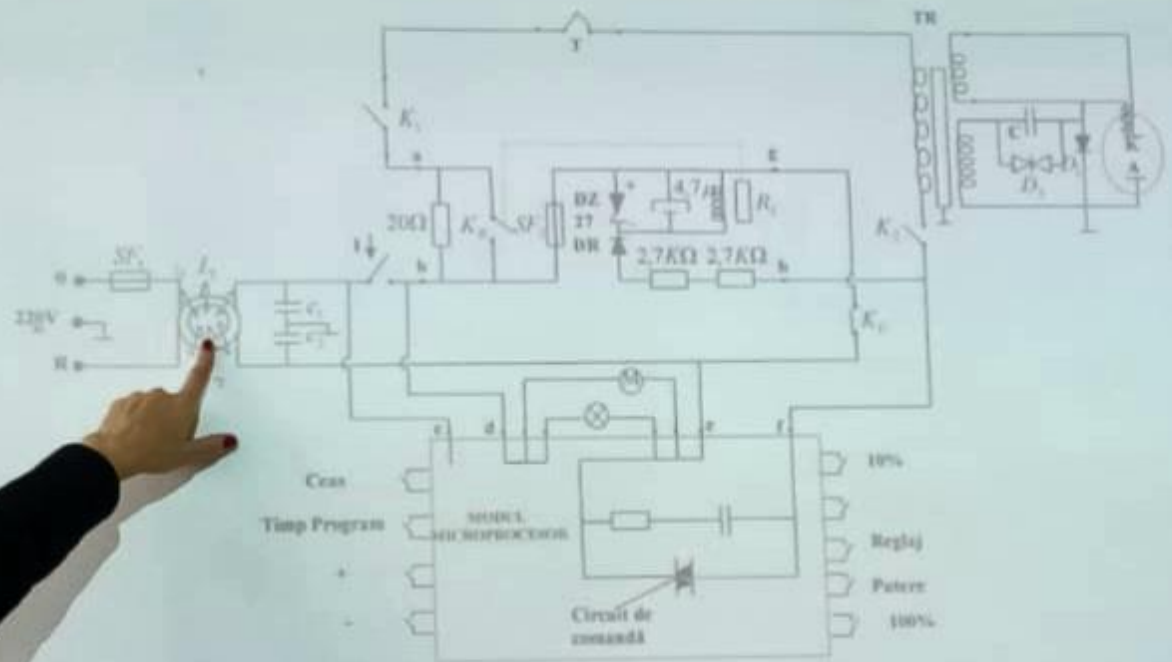 TR
T
K₁
a
g
20Ω
DZ
27
DR
4,7μ
2,7KΩ 2,7KΩ
b
h
I
SF₁
220V
R
M
d
e
f
Ceas
Timp Program
+
-
MODUL
MICROPROCESOR
Circuit de
comandă
10%
Reglaj
Putere
100%
C
A